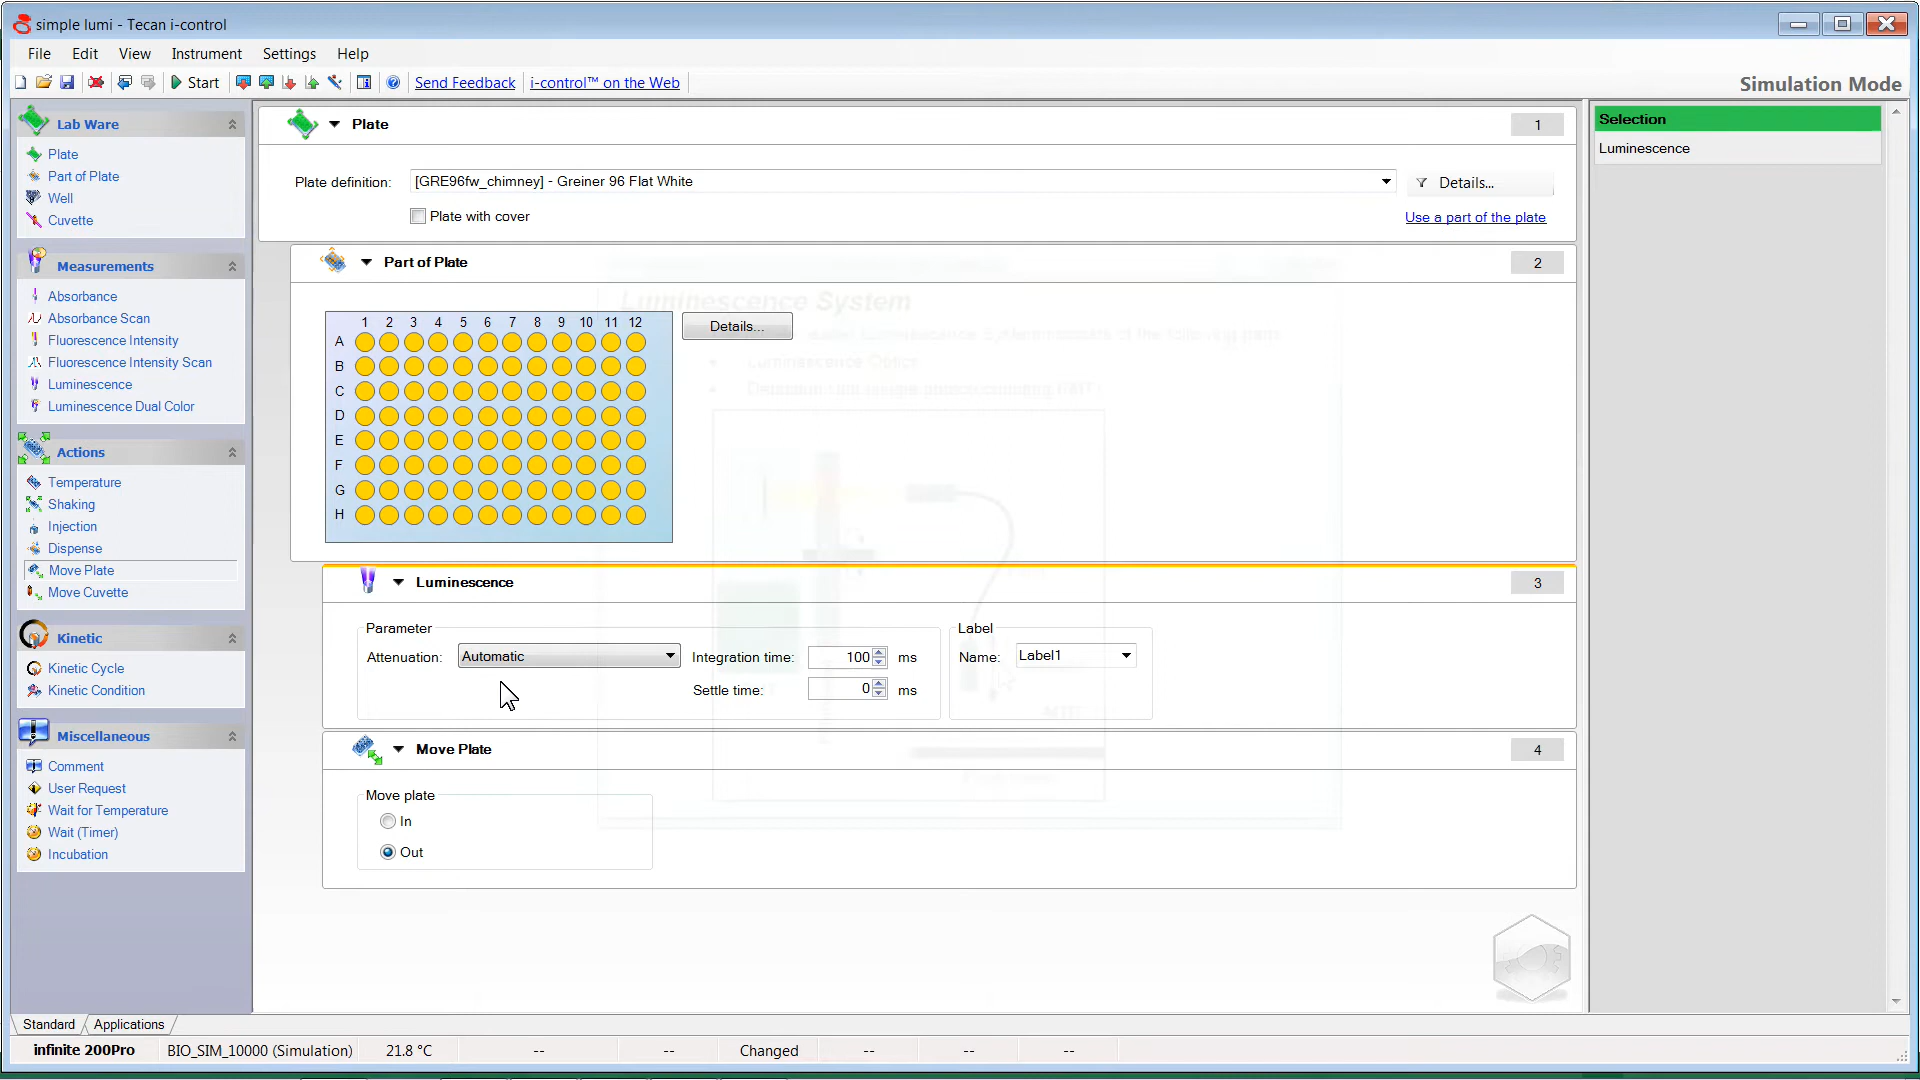 simple lumi - Tecan i-control
File Edit View Instrument Settings Help
Start Send Feedback i-control™ on the Web
Simulation Mode
Lab Ware
Plate
Part of Plate
Well
Cuvette
Measurements
Absorbance
Absorbance Scan
Fluorescence Intensity
Fluorescence Intensity Scan
Luminescence
Luminescence Dual Color
Actions
Temperature
Shaking
Injection
Dispense
Move Plate
Move Cuvette
Kinetic
Kinetic Cycle
Kinetic Condition
Miscellaneous
Comment
User Request
Wait for Temperature
Wait (Timer)
Incubation
Plate 1
Plate definition: [GRE96fw_chimney] - Greiner 96 Flat White Details...
Plate with cover Use a part of the plate
Part of Plate 2
Luminescence System
Luminescence Optics
1 2 3 4 5 6 7 8 9 10 11 12
Details...
A
B
C
D
E
F
G
H
Luminescence 3
Parameter Label
Attenuation: Automatic Integration time: 100 ms Name: Label1
Settle time: 0 ms
Move Plate 4
Move plate
In
Out
Selection
Luminescence
Standard Applications
infinite 200Pro BIO_SIM_10000 (Simulation) 21.8 °C -- -- Changed -- -- --